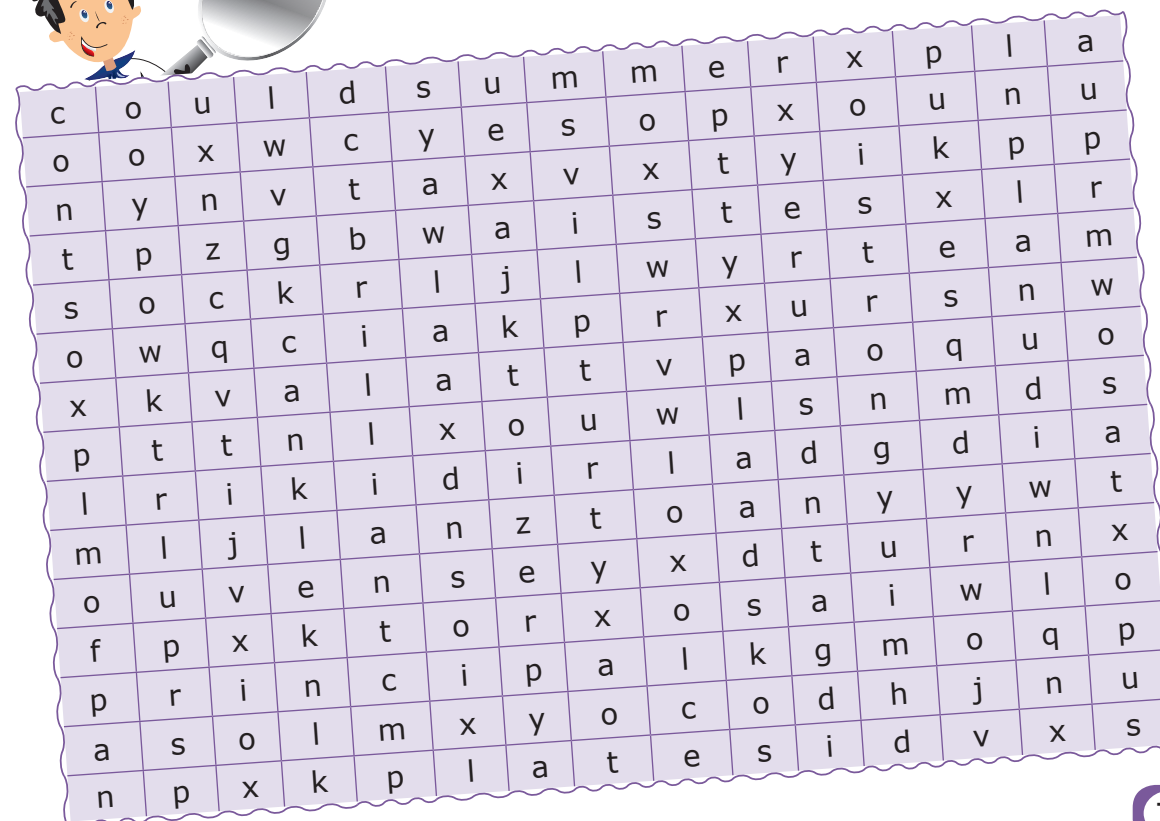 c o u l d s u m m e r x p l a
o o x w c y e s o p x o u n u
n y n v t a x v x t y i k p p
t p z g b w a i s t e s x l r
s o c k r l j l w y r t e a m
o w q c i a k p r x u r s n w
x k v a l a t t v p a o q u o
p t t n l x o u w l s n m d s
l r i k i d i r l a d g d i a
m l j l a n z t o a n y y w t
o u v e n s e y x d t u r n x
f p x k t o r x o s a i w l o
p r i n c i p a l k g m o q p
a s o l m x y o c o d h j n u
n p x k p l a t e s i d v x s